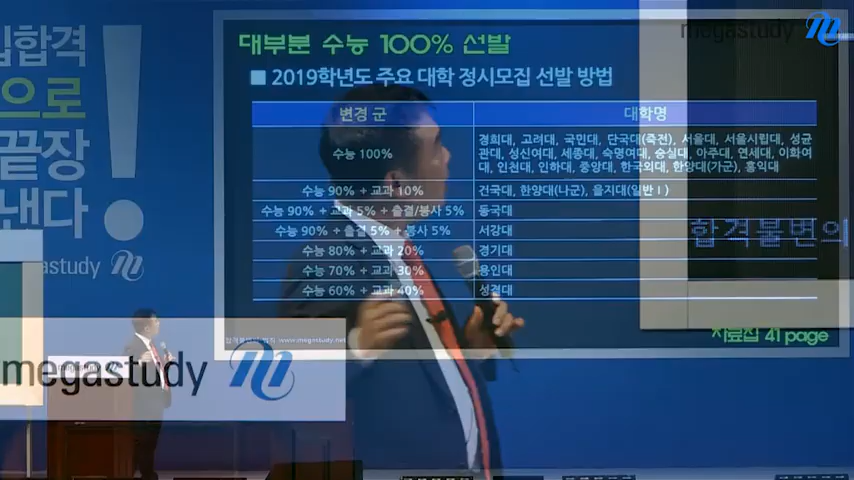 megastudy
입합격
으로
끝장
낸다
megastudy
대부분 수능 100% 선발
■ 2019학년도 주요 대학 정시모집 선발 방법
변경 군 대학명
수능 100% 경희대, 고려대, 국민대, 단국대(죽전), 서울대, 서울시립대, 성균
관대, 성신여대, 세종대, 숙명여대, 숭실대, 아주대, 연세대, 이화여
대, 인천대, 인하대, 중앙대, 한국외대, 한양대(가군), 홍익대
수능 90% + 교과 10% 건국대, 한양대(나군), 을지대(일반Ⅰ)
수능 90% + 교과 5% + 출결/봉사 5% 동국대
수능 90% + 출결 5% + 봉사 5% 서강대
수능 80% + 교과 20% 경기대
수능 70% + 교과 30% 용인대
수능 60% + 교과 40% 성결대
합격불변의
www.megastudy.net
자료집 41 page
megastudy